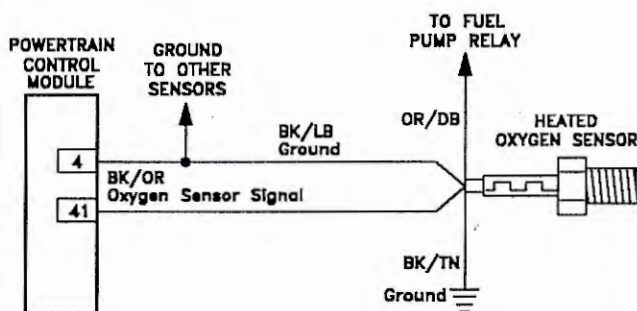 TO FUEL
PUMP RELAY
POWERTRAIN
CONTROL
MODULE
GROUND
TO OTHER
SENSORS
HEATED
OXYGEN SENSOR
OR/DB
BK/LB
Ground
4
BK/OR
Oxygen Sensor Signal
41
BK/TN
Ground